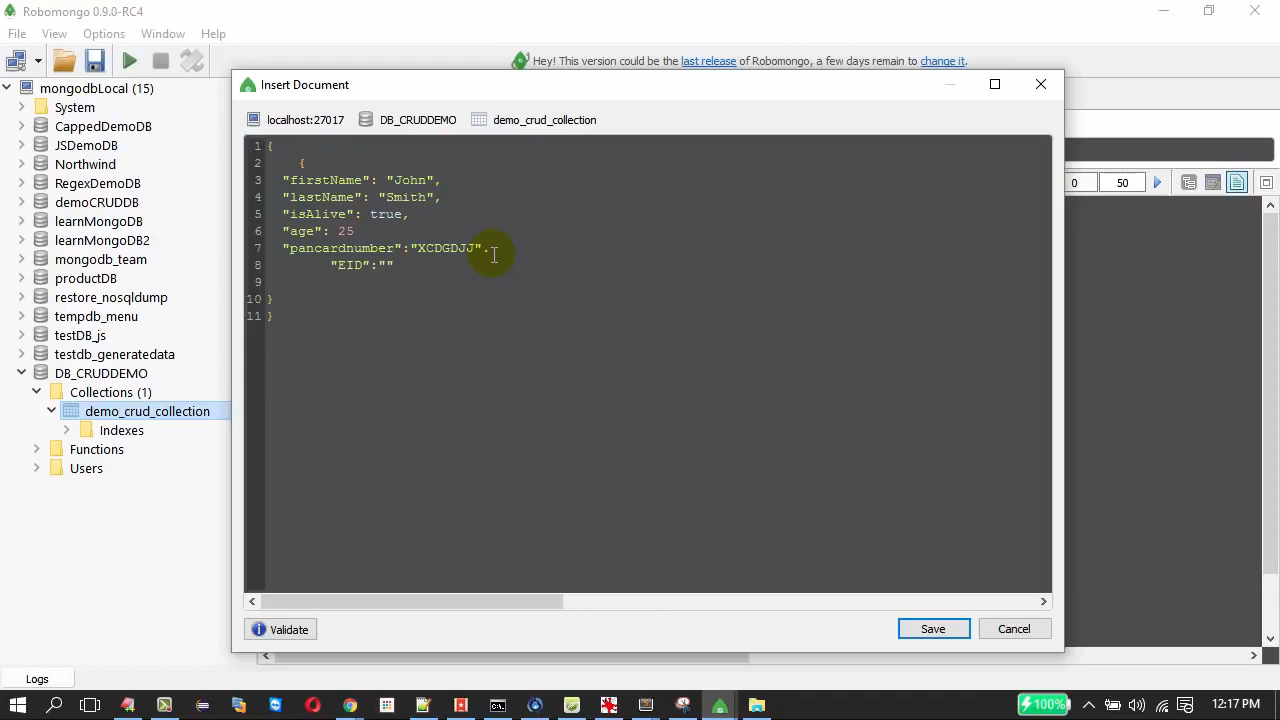 Robomongo 0.9.0-RC4
File View Options Window Help
Hey! This version could be the last release of Robomongo, a few days remain to change it.
mongodbLocal (15)
System
CappedDemoDB
JSDemoDB
Northwind
RegexDemoDB
demoCRUDDB
learnMongoDB
learnMongoDB2
mongodb_team
productDB
restore_nosqldump
tempdb_menu
testDB_js
testdb_generatedata
DB_CRUDDEMO
Collections (1)
demo_crud_collection
Indexes
Functions
Users
Insert Document
localhost:27017 DB_CRUDDEMO demo_crud_collection
1 {
2 {
3 "firstName": "John",
4 "lastName": "Smith",
5 "isAlive": true,
6 "age": 25
7 "pancardnumber":"XCDGDJJ".
8 "EID":""
9
10 }
11 }
Validate Save Cancel
0 50
Logs
100% 12:17 PM